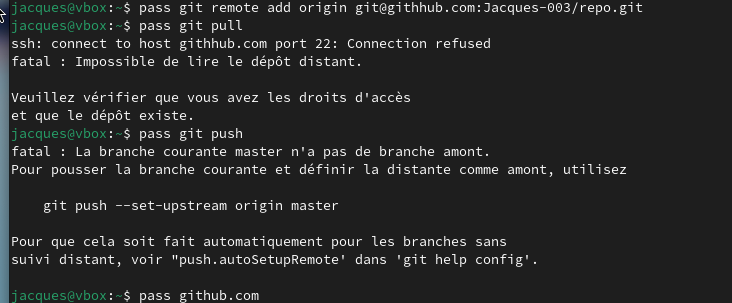 jacques@vbox:~$ pass git remote add origin git@githhub.com:Jacques-003/repo.git
jacques@vbox:~$ pass git pull
ssh: connect to host githhub.com port 22: Connection refused
fatal : Impossible de lire le dépôt distant.
Veuillez vérifier que vous avez les droits d'accès
et que le dépôt existe.
jacques@vbox:~$ pass git push
fatal : La branche courante master n'a pas de branche amont.
Pour pousser la branche courante et définir la distante comme amont, utilisez
git push --set-upstream origin master
Pour que cela soit fait automatiquement pour les branches sans
suivi distant, voir "push.autoSetupRemote' dans 'git help config'.
jacques@vbox:~$ pass github.com